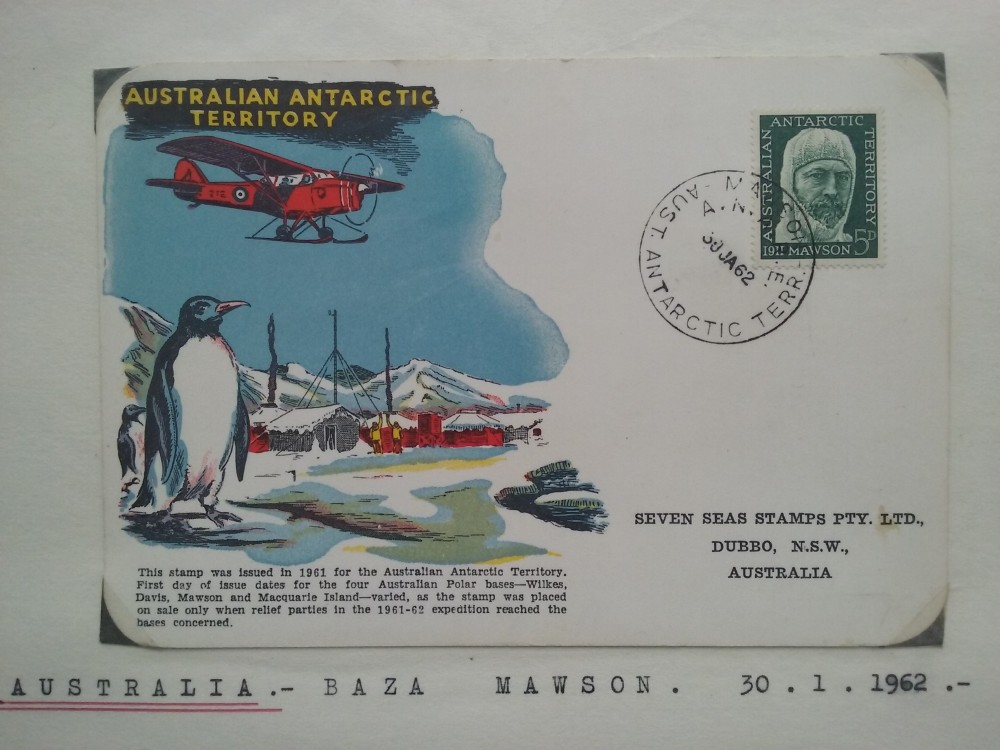 AUSTRALIAN ANTARCTIC
TERRITORY
ANTARCTIC
AUSTRALIAN
TERRITORY
1911 MAWSON 5D
30 JA 62
AUST. ANTARCTIC TERR.
SEVEN SEAS STAMPS PTY. LTD.,
DUBBO, N.S.W.,
AUSTRALIA
This stamp was issued in 1961 for the Australian Antarctic Territory.
First day of issue dates for the four Australian Polar bases—Wilkes,
Davis, Mawson and Macquarie Island—varied, as the stamp was placed
on sale only when relief parties in the 1961-62 expedition reached the
bases concerned.
AUSTRALIA.- BAZA MAWSON. 30.1.1962.-